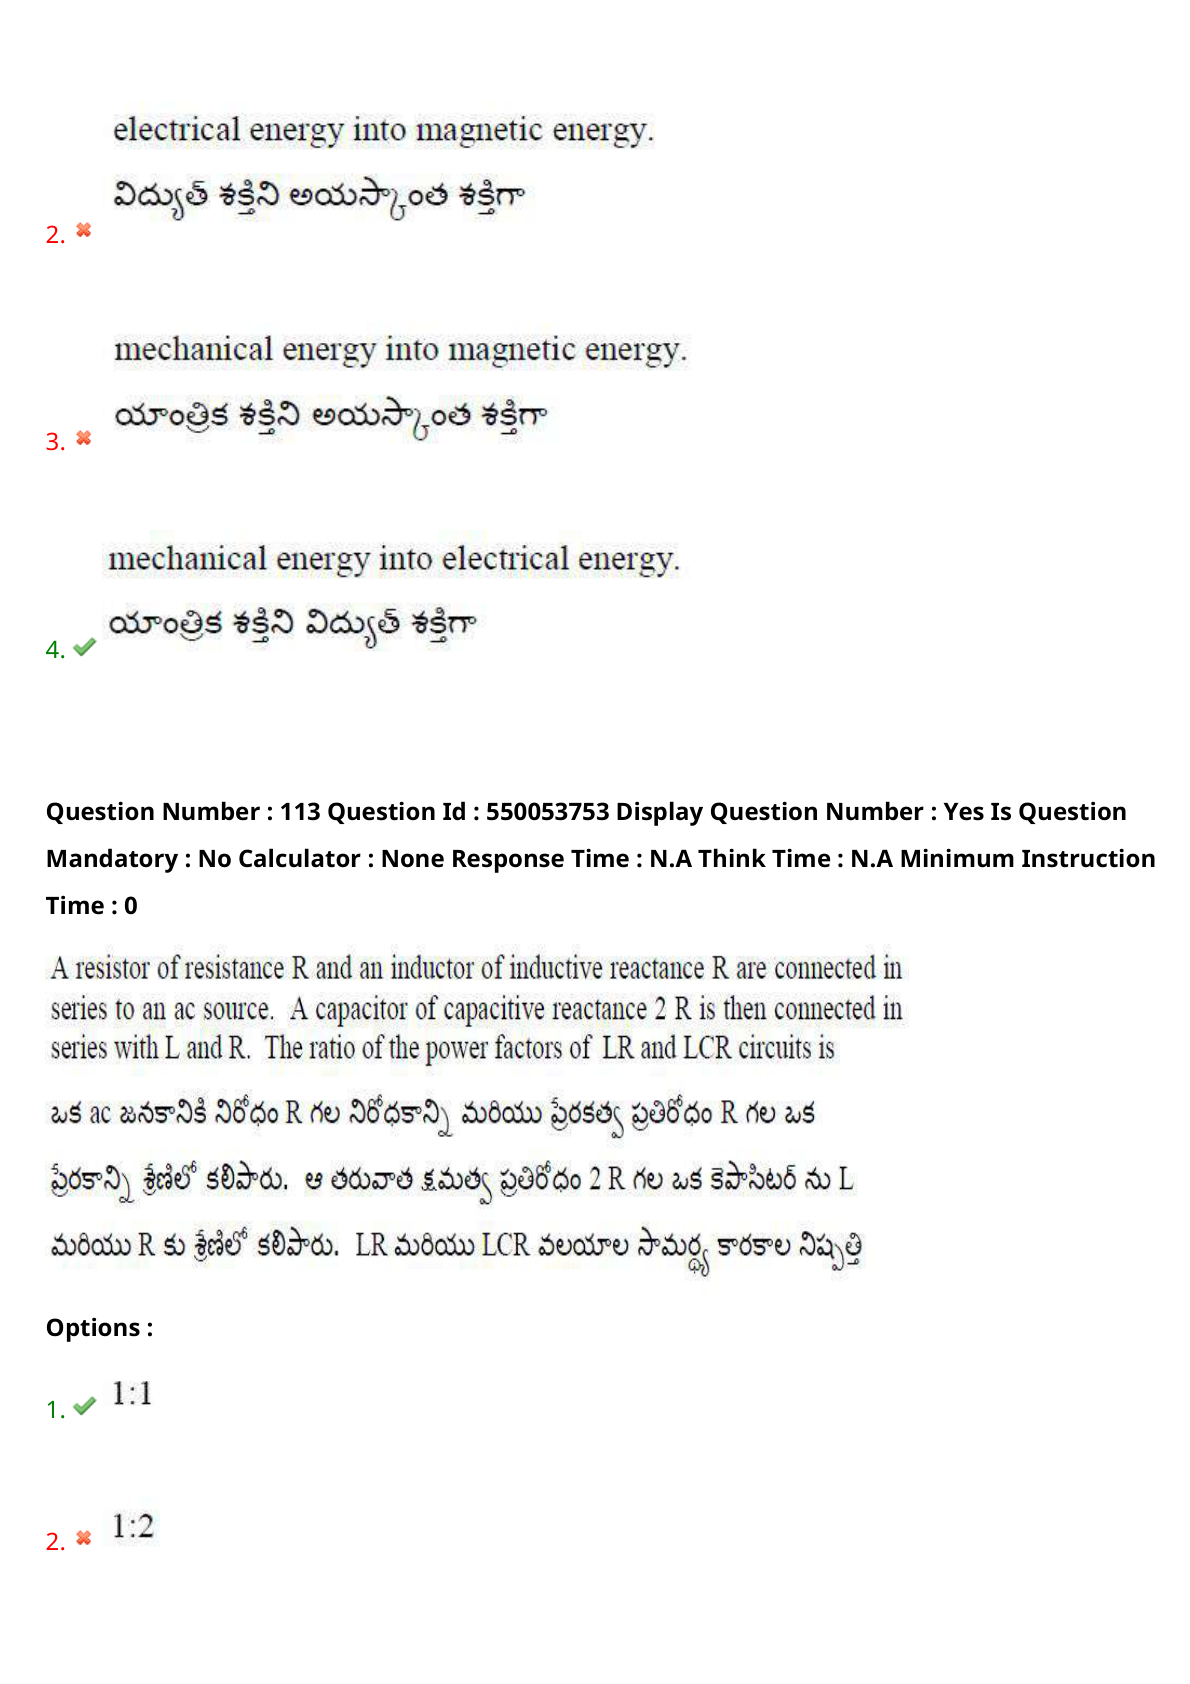 electrical energy into magnetic energy.
విద్యుత్ శక్తిని అయస్కాంత శక్తిగా
2.
mechanical energy into magnetic energy.
యాంత్రిక శక్తిని అయస్కాంత శక్తిగా
3.
mechanical energy into electrical energy.
యాంత్రిక శక్తిని విద్యుత్ శక్తిగా
4.
Question Number : 113 Question Id : 550053753 Display Question Number : Yes Is Question
Mandatory : No Calculator : None Response Time : N.A Think Time : N.A Minimum Instruction
Time : 0
A resistor of resistance R and an inductor of inductive reactance R are connected in
series to an ac source.  A capacitor of capacitive reactance 2 R is then connected in
series with L and R.  The ratio of the power factors of  LR and LCR circuits is
ఒక ac జనకానికి నిరోధం R గల నిరోధకాన్ని మరియు ప్రేరకత్వ ప్రతిరోధం R గల ఒక
ప్రేరకాన్ని శ్రేణిలో కలిపారు.  ఆ తరువాత క్షమత్వ ప్రతిరోధం 2 R గల ఒక కెపాసిటర్ ను L
మరియు R కు శ్రేణిలో కలిపారు.  LR మరియు LCR వలయాల సామర్థ్య కారకాల నిష్పత్తి
Options :
1. 1:1
2. 1:2